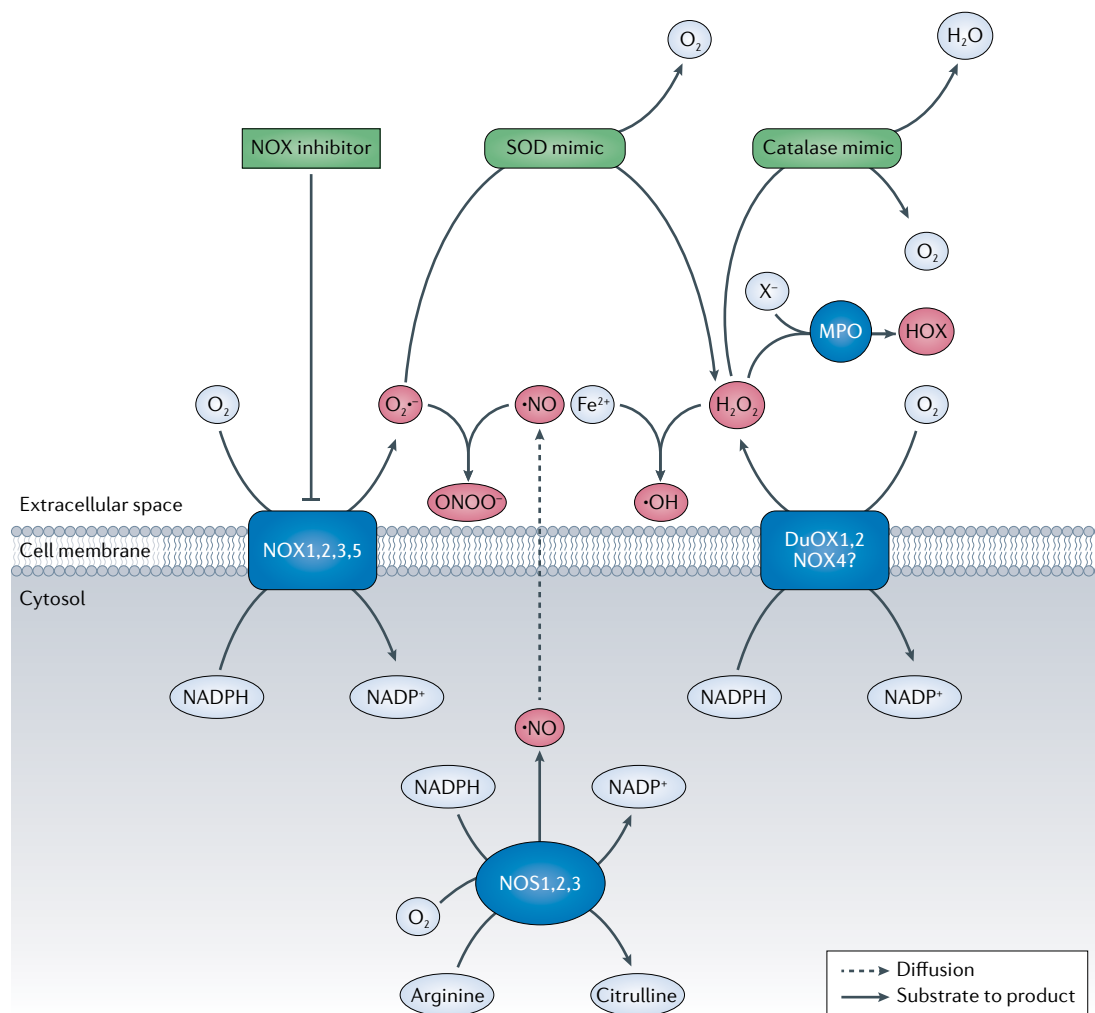 O₂
H₂O
NOX inhibitor
SOD mimic
Catalase mimic
O₂
X⁻
MPO
HOX
O₂
O₂•⁻
•NO
Fe²⁺
H₂O₂
O₂
ONOO⁻
•OH
Extracellular space
Cell membrane
NOX1,2,3,5
DuOX1,2
NOX4?
Cytosol
NADPH
NADP⁺
NADPH
NADP⁺
•NO
NADPH
NADP⁺
NOS1,2,3
O₂
Arginine
Citrulline
Diffusion
Substrate to product